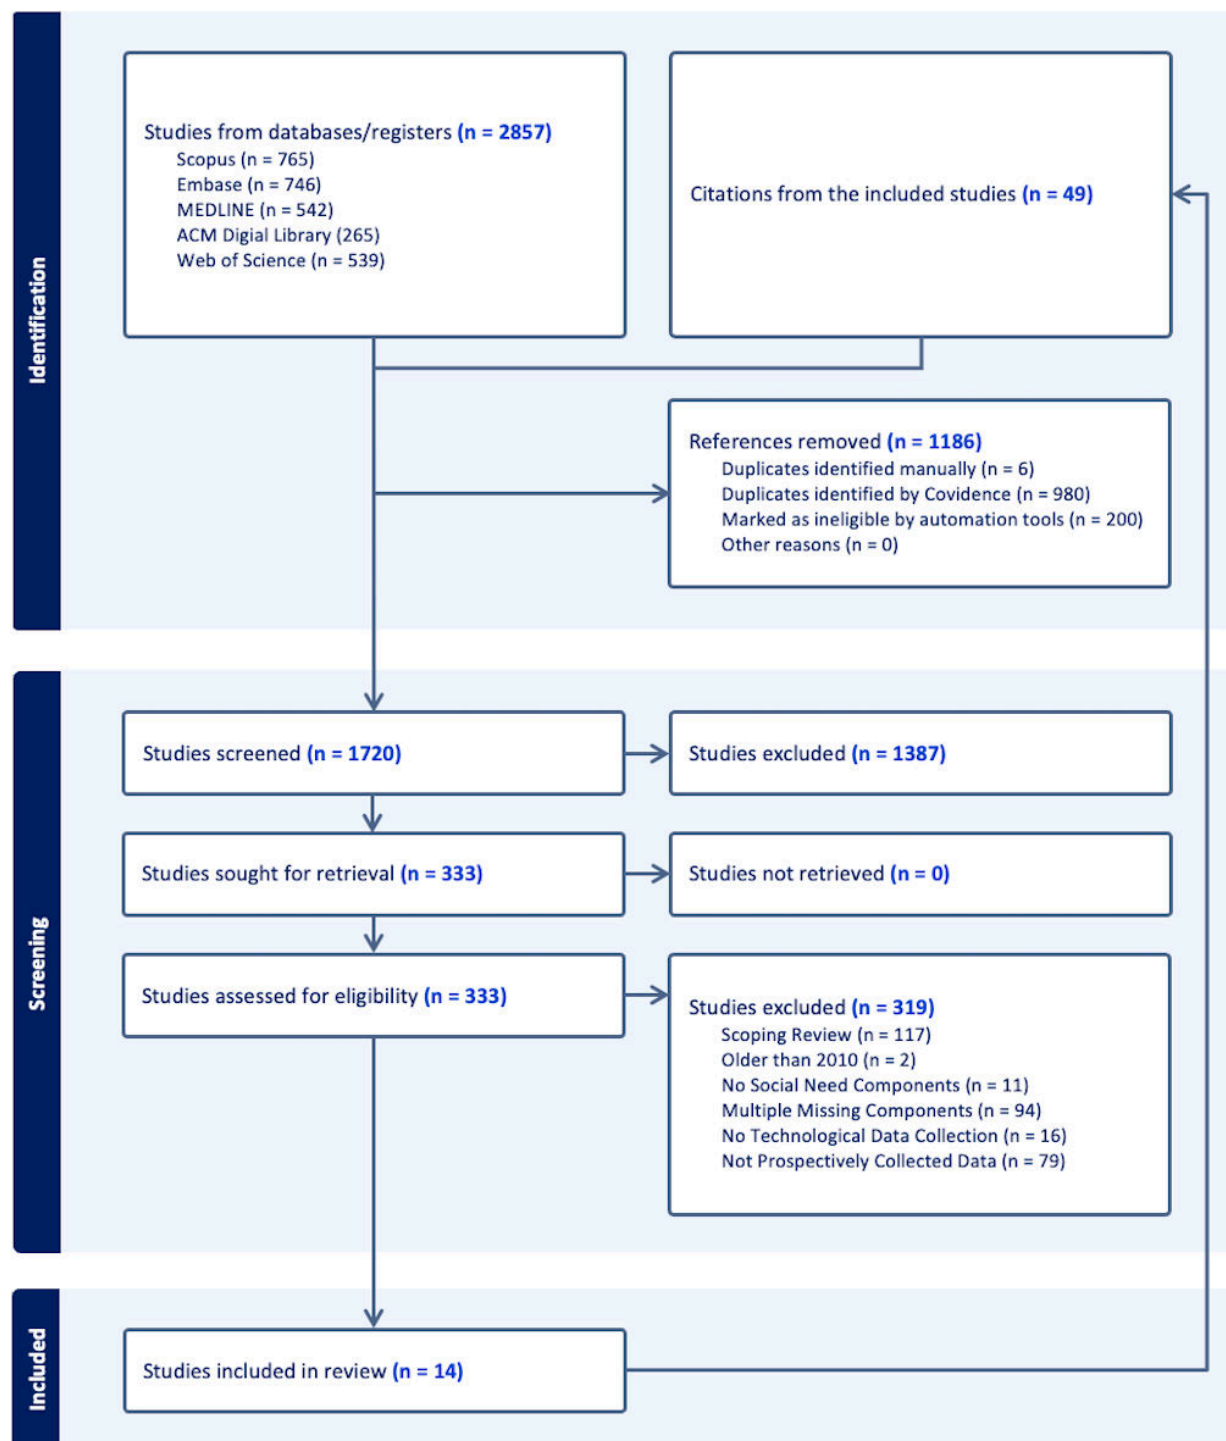 Identification
Studies from databases/registers (n = 2857)
Scopus (n = 765)
Embase (n = 746)
MEDLINE (n = 542)
ACM Digial Library (265)
Web of Science (n = 539)
Citations from the included studies (n = 49)
References removed (n = 1186)
Duplicates identified manually (n = 6)
Duplicates identified by Covidence (n = 980)
Marked as ineligible by automation tools (n = 200)
Other reasons (n = 0)
Screening
Studies screened (n = 1720)
Studies excluded (n = 1387)
Studies sought for retrieval (n = 333)
Studies not retrieved (n = 0)
Studies assessed for eligibility (n = 333)
Studies excluded (n = 319)
Scoping Review (n = 117)
Older than 2010 (n = 2)
No Social Need Components (n = 11)
Multiple Missing Components (n = 94)
No Technological Data Collection (n = 16)
Not Prospectively Collected Data (n = 79)
Included
Studies included in review (n = 14)